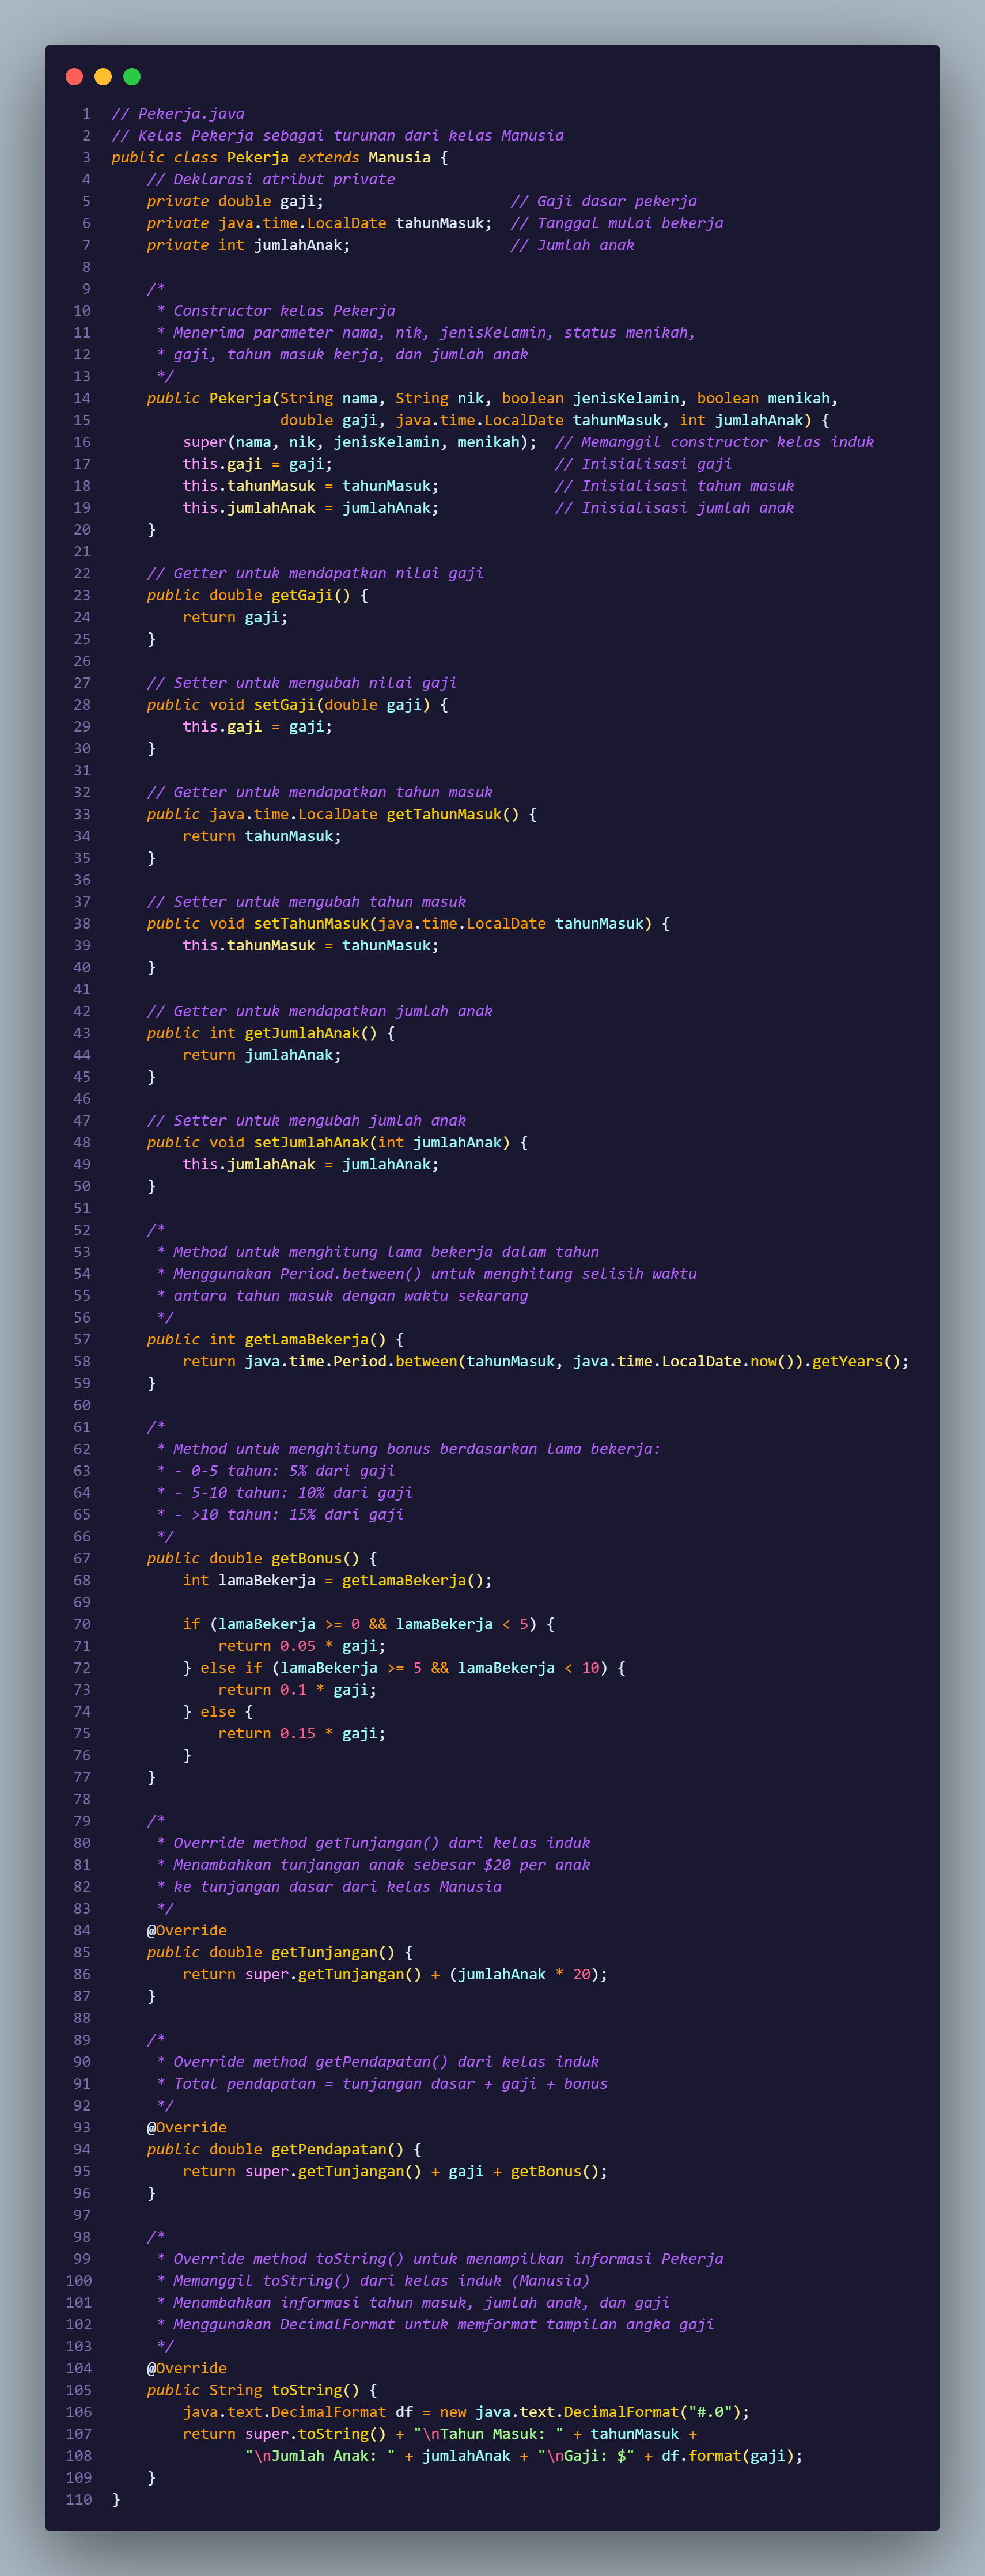 1 // Pekerja.java
2 // Kelas Pekerja sebagai turunan dari kelas Manusia
3 public class Pekerja extends Manusia {
4     // Deklarasi atribut private
5     private double gaji;                     // Gaji dasar pekerja
6     private java.time.LocalDate tahunMasuk;  // Tanggal mulai bekerja
7     private int jumlahAnak;                  // Jumlah anak
8
9     /*
10      * Constructor kelas Pekerja
11      * Menerima parameter nama, nik, jenisKelamin, status menikah,
12      * gaji, tahun masuk kerja, dan jumlah anak
13      */
14     public Pekerja(String nama, String nik, boolean jenisKelamin, boolean menikah,
15                    double gaji, java.time.LocalDate tahunMasuk, int jumlahAnak) {
16         super(nama, nik, jenisKelamin, menikah);  // Memanggil constructor kelas induk
17         this.gaji = gaji;                         // Inisialisasi gaji
18         this.tahunMasuk = tahunMasuk;             // Inisialisasi tahun masuk
19         this.jumlahAnak = jumlahAnak;             // Inisialisasi jumlah anak
20     }
21
22     // Getter untuk mendapatkan nilai gaji
23     public double getGaji() {
24         return gaji;
25     }
26
27     // Setter untuk mengubah nilai gaji
28     public void setGaji(double gaji) {
29         this.gaji = gaji;
30     }
31
32     // Getter untuk mendapatkan tahun masuk
33     public java.time.LocalDate getTahunMasuk() {
34         return tahunMasuk;
35     }
36
37     // Setter untuk mengubah tahun masuk
38     public void setTahunMasuk(java.time.LocalDate tahunMasuk) {
39         this.tahunMasuk = tahunMasuk;
40     }
41
42     // Getter untuk mendapatkan jumlah anak
43     public int getJumlahAnak() {
44         return jumlahAnak;
45     }
46
47     // Setter untuk mengubah jumlah anak
48     public void setJumlahAnak(int jumlahAnak) {
49         this.jumlahAnak = jumlahAnak;
50     }
51
52     /*
53      * Method untuk menghitung lama bekerja dalam tahun
54      * Menggunakan Period.between() untuk menghitung selisih waktu
55      * antara tahun masuk dengan waktu sekarang
56      */
57     public int getLamaBekerja() {
58         return java.time.Period.between(tahunMasuk, java.time.LocalDate.now()).getYears();
59     }
60
61     /*
62      * Method untuk menghitung bonus berdasarkan lama bekerja:
63      * - 0-5 tahun: 5% dari gaji
64      * - 5-10 tahun: 10% dari gaji
65      * - >10 tahun: 15% dari gaji
66      */
67     public double getBonus() {
68         int lamaBekerja = getLamaBekerja();
69
70         if (lamaBekerja >= 0 && lamaBekerja < 5) {
71             return 0.05 * gaji;
72         } else if (lamaBekerja >= 5 && lamaBekerja < 10) {
73             return 0.1 * gaji;
74         } else {
75             return 0.15 * gaji;
76         }
77     }
78
79     /*
80      * Override method getTunjangan() dari kelas induk
81      * Menambahkan tunjangan anak sebesar $20 per anak
82      * ke tunjangan dasar dari kelas Manusia
83      */
84     @Override
85     public double getTunjangan() {
86         return super.getTunjangan() + (jumlahAnak * 20);
87     }
88
89     /*
90      * Override method getPendapatan() dari kelas induk
91      * Total pendapatan = tunjangan dasar + gaji + bonus
92      */
93     @Override
94     public double getPendapatan() {
95         return super.getTunjangan() + gaji + getBonus();
96     }
97
98     /*
99      * Override method toString() untuk menampilkan informasi Pekerja
100      * Memanggil toString() dari kelas induk (Manusia)
101      * Menambahkan informasi tahun masuk, jumlah anak, dan gaji
102      * Menggunakan DecimalFormat untuk memformat tampilan angka gaji
103      */
104     @Override
105     public String toString() {
106         java.text.DecimalFormat df = new java.text.DecimalFormat("#.0");
107         return super.toString() + "\nTahun Masuk: " + tahunMasuk +
108                "\nJumlah Anak: " + jumlahAnak + "\nGaji: $" + df.format(gaji);
109     }
110 }